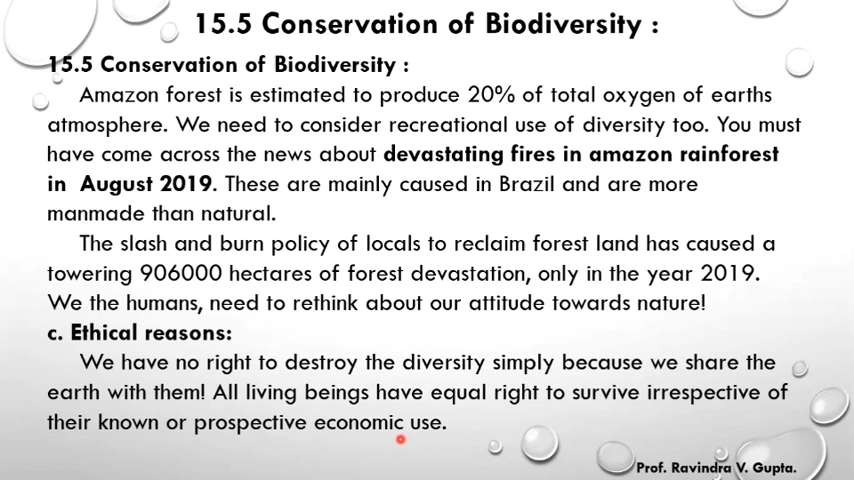 15.5 Conservation of Biodiversity :
15.5 Conservation of Biodiversity :
Amazon forest is estimated to produce 20% of total oxygen of earths
atmosphere. We need to consider recreational use of diversity too. You must
have come across the news about devastating fires in amazon rainforest
in August 2019. These are mainly caused in Brazil and are more
manmade than natural.
The slash and burn policy of locals to reclaim forest land has caused a
towering 906000 hectares of forest devastation, only in the year 2019.
We the humans, need to rethink about our attitude towards nature!
c. Ethical reasons:
We have no right to destroy the diversity simply because we share the
earth with them! All living beings have equal right to survive irrespective of
their known or prospective economic use.
Prof. Ravindra V. Gupta.